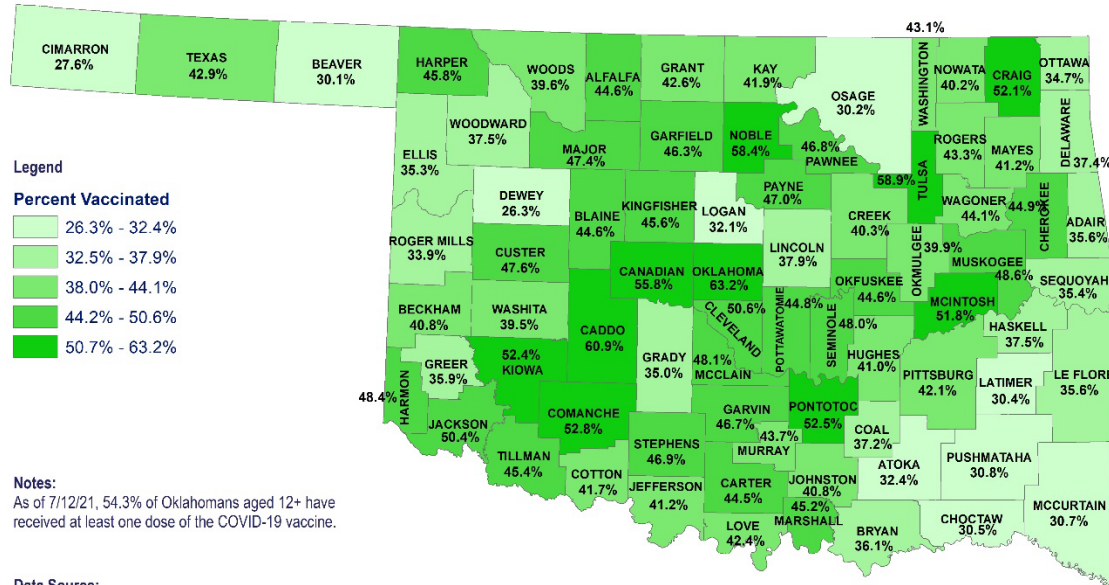 43.1%
CIMARRON
27.6%
TEXAS
42.9%
BEAVER
30.1%
HARPER
45.8%
WOODS
39.6%
ALFALFA
44.6%
GRANT
42.6%
KAY
41.9%
OSAGE
30.2%
WASHINGTON
NOWATA
40.2%
CRAIG
52.1%
OTTAWA
34.7%
WOODWARD
37.5%
ELLIS
35.3%
MAJOR
47.4%
GARFIELD
46.3%
NOBLE
58.4%
46.8%
PAWNEE
ROGERS
43.3%
MAYES
41.2%
DELAWARE
37.4%
Legend
Percent Vaccinated
26.3% - 32.4%
32.5% - 37.9%
38.0% - 44.1%
44.2% - 50.6%
50.7% - 63.2%
DEWEY
26.3%
BLAINE
44.6%
KINGFISHER
45.6%
LOGAN
32.1%
PAYNE
47.0%
58.9%
TULSA
CREEK
40.3%
WAGONER
44.1%
44.9%
CHEROKEE
ADAIR
35.6%
ROGER MILLS
33.9%
CUSTER
47.6%
CANADIAN
55.8%
OKLAHOMA
63.2%
LINCOLN
37.9%
OKMULGEE
39.9%
MUSKOGEE
48.6%
SEQUOYAH
35.4%
OKFUSKEE
44.6%
MCINTOSH
51.8%
BECKHAM
40.8%
WASHITA
39.5%
CADDO
60.9%
50.6%
CLEVELAND
POTTAWATOMIE
44.8%
SEMINOLE
48.0%
HUGHES
41.0%
HASKELL
37.5%
GREER
35.9%
52.4%
KIOWA
GRADY
35.0%
48.1%
MCCLAIN
PITTSBURG
42.1%
LATIMER
30.4%
LE FLORE
35.6%
48.4%
HARMON
JACKSON
50.4%
COMANCHE
52.8%
GARVIN
46.7%
PONTOTOC
52.5%
COAL
37.2%
TILLMAN
45.4%
STEPHENS
46.9%
43.7%
MURRAY
ATOKA
32.4%
PUSHMATAHA
30.8%
COTTON
41.7%
JEFFERSON
41.2%
CARTER
44.5%
JOHNSTON
40.8%
45.2%
MARSHALL
LOVE
42.4%
BRYAN
36.1%
CHOCTAW
30.5%
MCCURTAIN
30.7%
Notes:
As of 7/12/21, 54.3% of Oklahomans aged 12+ have
received at least one dose of the COVID-19 vaccine.
Data Source: